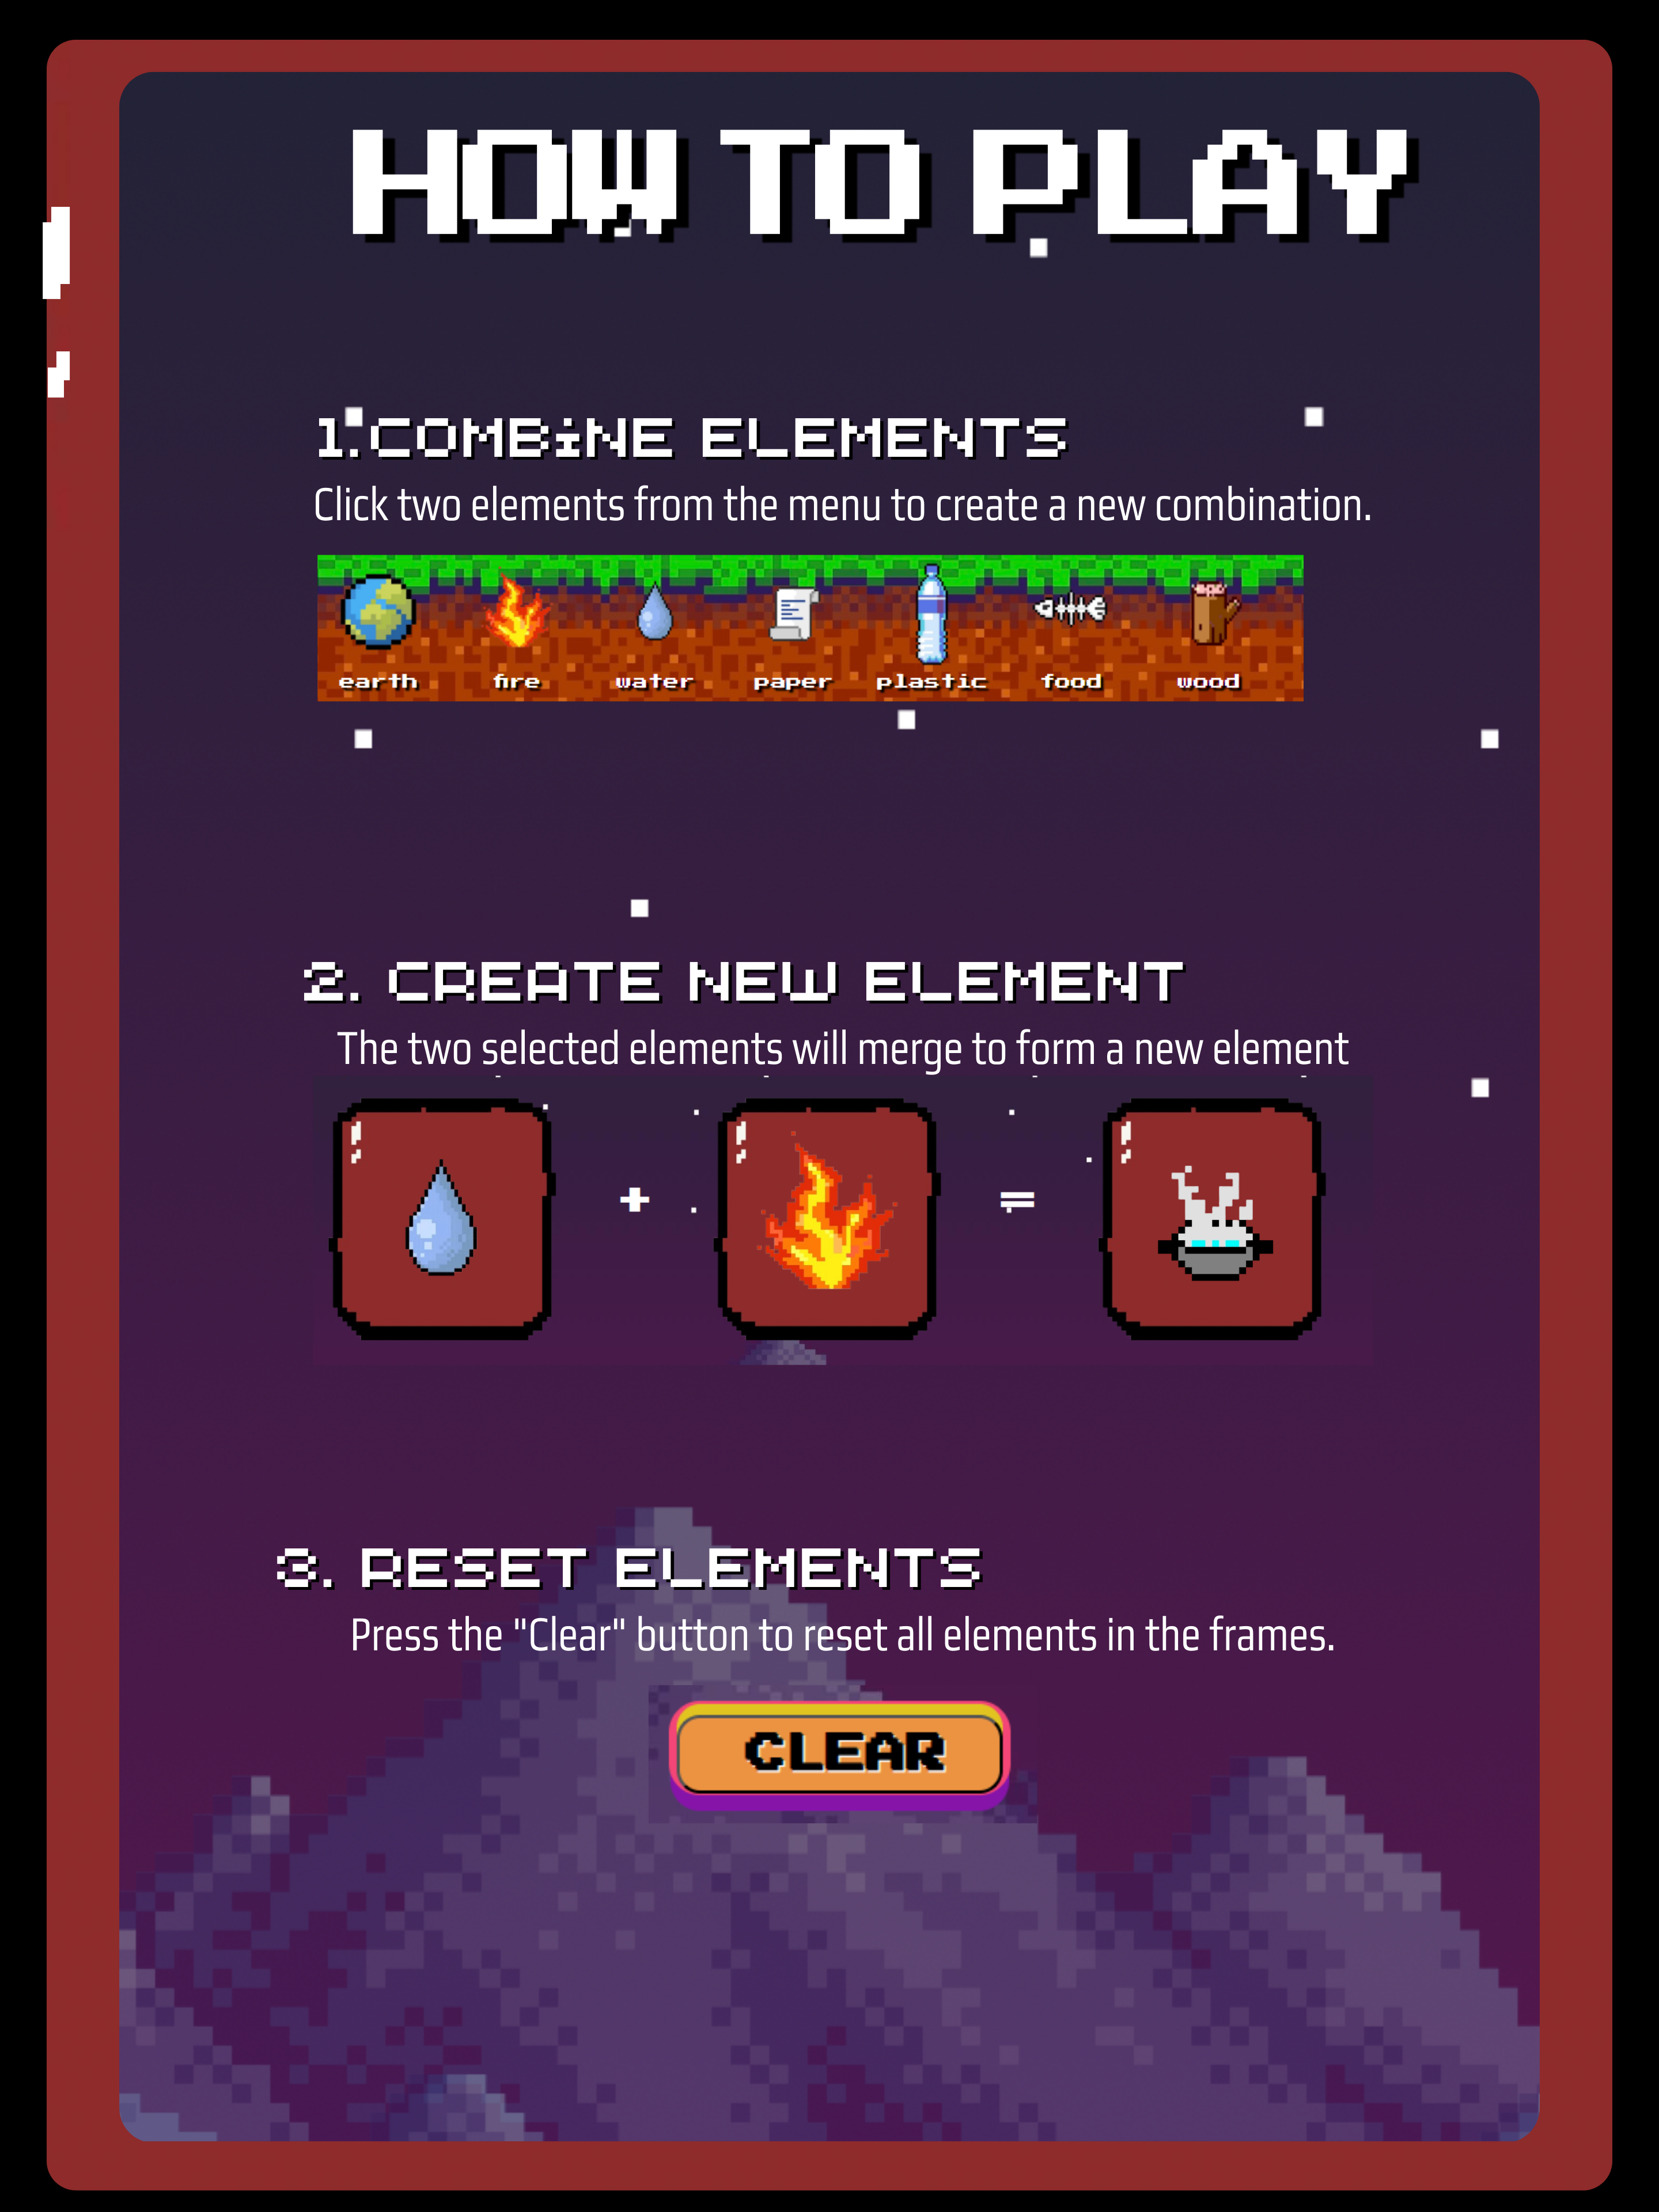 HOW TO PLAY
1.COMBINE ELEMENTS
Click two elements from the menu to create a new combination.
earth fire water paper plastic food wood
2. CREATE NEW ELEMENT
The two selected elements will merge to form a new element
+ =
3. RESET ELEMENTS
Press the "Clear" button to reset all elements in the frames.
CLEAR